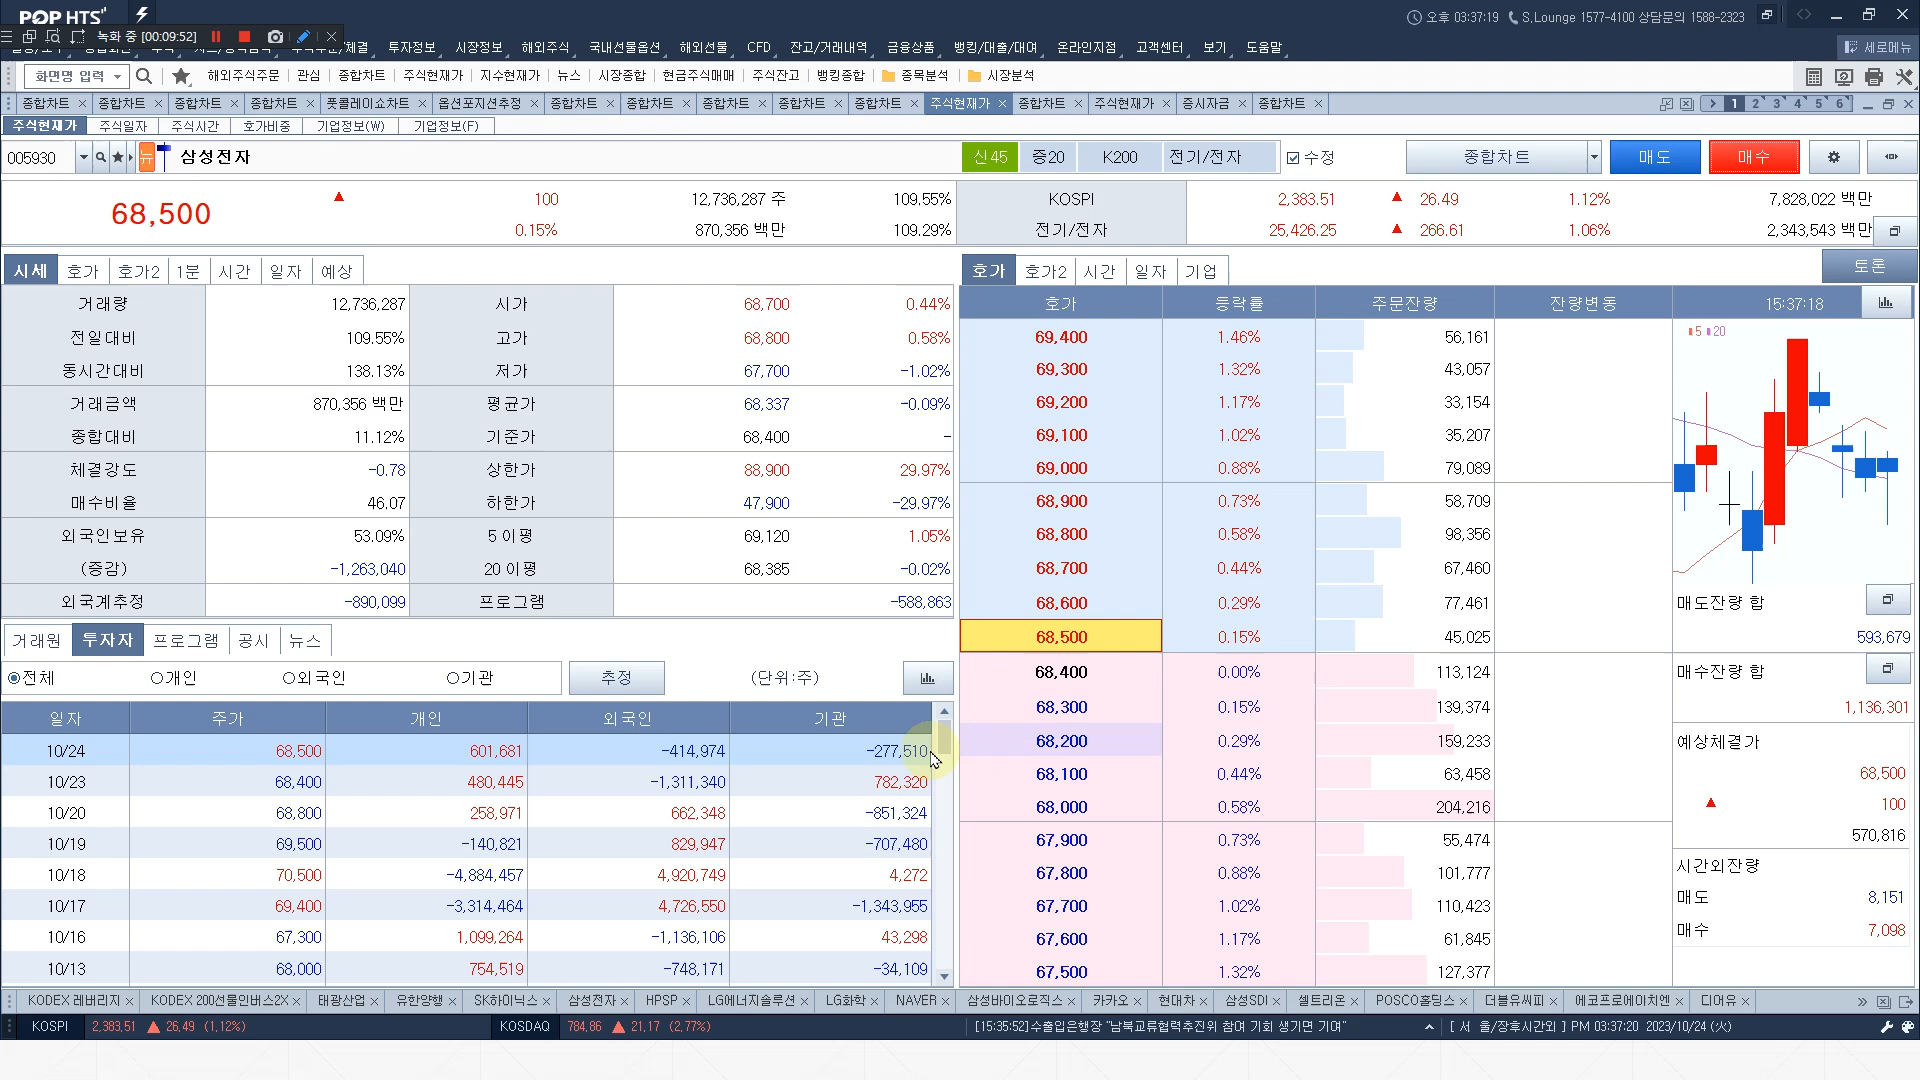 POP HTS
오후 03:37:19 S.Lounge 1577-4100 상담문의 1588-2323
녹화 중 [00:09:52]
체결 투자정보 시장정보 해외주식 국내선물옵션 해외선물 CFD 잔고/거래내역 금융상품 뱅킹/대출/대여 온라인지점 고객센터 보기 도움말 세로메뉴
화면명 입력 해외주식주문 관심 종합차트 주식현재가 지수현재가 뉴스 시장종합 현금주식매매 주식잔고 뱅킹종합 종목분석 시장분석
종합차트 종합차트 종합차트 종합차트 풋콜레이쇼차트 옵션포지션추정 종합차트 종합차트 종합차트 종합차트 종합차트 주식현재가 종합차트 주식현재가 증시자금 종합차트 1 2 3 4 5 6
주식현재가 주식일자 주식시간 호가비중 기업정보(W) 기업정보(F)
005930 뉴 삼성전자 신45 증20 K200 전기/전자 수정 종합차트 매도 매수
68,500 ▲ 100 12,736,287 주 109.55% KOSPI 2,383.51 ▲ 26.49 1.12% 7,828,022 백만
0.15% 870,356 백만 109.29% 전기/전자 25,426.25 ▲ 266.61 1.06% 2,343,543 백만
시세 호가 호가2 1분 시간 일자 예상
거래량 12,736,287 시가 68,700 0.44%
전일대비 109.55% 고가 68,800 0.58%
동시간대비 138.13% 저가 67,700 -1.02%
거래금액 870,356 백만 평균가 68,337 -0.09%
종합대비 11.12% 기준가 68,400 -
체결강도 -0.78 상한가 88,900 29.97%
매수비율 46.07 하한가 47,900 -29.97%
외국인보유 53.09% 5 이평 69,120 1.05%
(증감) -1,263,040 20 이평 68,385 -0.02%
외국계추정 -890,099 프로그램 -588,863
거래원 투자자 프로그램 공시 뉴스
전체 개인 외국인 기관 추정 (단위:주)
일자 주가 개인 외국인 기관
10/24 68,500 601,681 -414,974 -277,510
10/23 68,400 480,445 -1,311,340 782,320
10/20 68,800 258,971 662,348 -851,324
10/19 69,500 -140,821 829,947 -707,480
10/18 70,500 -4,884,457 4,920,749 4,272
10/17 69,400 -3,314,464 4,726,550 -1,343,955
10/16 67,300 1,099,264 -1,136,106 43,298
10/13 68,000 754,519 -748,171 -34,109
호가 호가2 시간 일자 기업 토론
호가 등락률 주문잔량 잔량변동 15:37:18
69,400 1.46% 56,161
69,300 1.32% 43,057
69,200 1.17% 33,154
69,100 1.02% 35,207
69,000 0.88% 79,089
68,900 0.73% 58,709
68,800 0.58% 98,356
68,700 0.44% 67,460
68,600 0.29% 77,461
68,500 0.15% 45,025
68,400 0.00% 113,124
68,300 0.15% 139,374
68,200 0.29% 159,233
68,100 0.44% 63,458
68,000 0.58% 204,216
67,900 0.73% 55,474
67,800 0.88% 101,777
67,700 1.02% 110,423
67,600 1.17% 61,845
67,500 1.32% 127,377
5 20
매도잔량 합
593,679
매수잔량 합
1,136,301
예상체결가
68,500
▲ 100
570,816
시간외잔량
매도 8,151
매수 7,098
KODEX 레버리지 KODEX 200선물인버스2X 태광산업 유한양행 SK하이닉스 삼성전자 HPSP LG에너지솔루션 LG화학 NAVER 삼성바이오로직스 카카오 현대차 삼성SDI 셀트리온 POSCO홀딩스 더블유씨피 에코프로에이치엔 디어유
KOSPI 2,383,51 ▲ 26,49 (1,12%) KOSDAQ 784,86 ▲ 21,17 (2,77%) [15:35:52]수출입은행장 "남북교류협력추진위 참여 기회 생기면 기여" [ 서 울/장후시간외 ] PM 03:37:20 2023/10/24 (火)